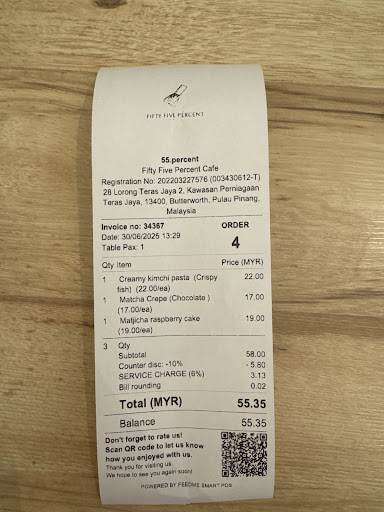 FIFTY FIVE PERCENT
55.percent
Fifty Five Percent Cafe
Registration No: 202203227576 (003430612-T)
28 Lorong Teras Jaya 2, Kawasan Perniagaan
Teras Jaya, 13400, Butterworth, Pulau Pinang,
Malaysia
Invoice no: 34367
Date: 30/06/2025 13:29
Table Pax: 1
ORDER
4
Qty Item Price (MYR)
1 Creamy kimchi pasta (Crispy 22.00
fish) (22.00/ea)
1 Matcha Crepe (Chocolate ) 17.00
(17.00/ea)
1 Matjicha raspberry cake 19.00
(19.00/ea)
3 Qty
Subtotal 58.00
Counter disc: -10% - 5.80
SERVICE CHARGE (6%) 3.13
Bill rounding 0.02
Total (MYR) 55.35
Balance 55.35
Don't forget to rate us!
Scan QR code to let us know
how you enjoyed with us.
Thank you for visiting us
We hope to see you again soon!
POWERED BY FEEDME SMART POS